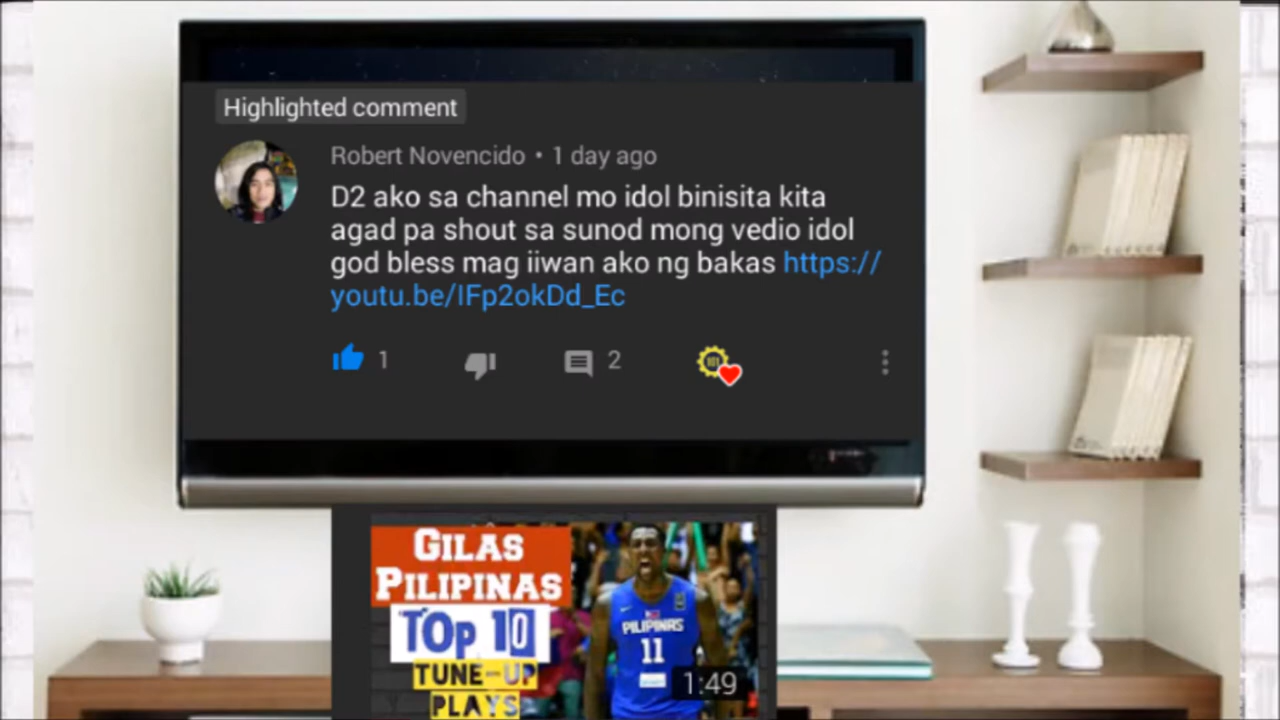 Highlighted comment
Robert Novencido • 1 day ago
D2 ako sa channel mo idol binisita kita
agad pa shout sa sunod mong vedio idol
god bless mag iiwan ako ng bakas https://
youtu.be/IFp2okDd_Ec
1
2
GILAS
PILIPINAS
TOp 10
TUNE-UP
PLAYS
PILIPINAS
11
1:49